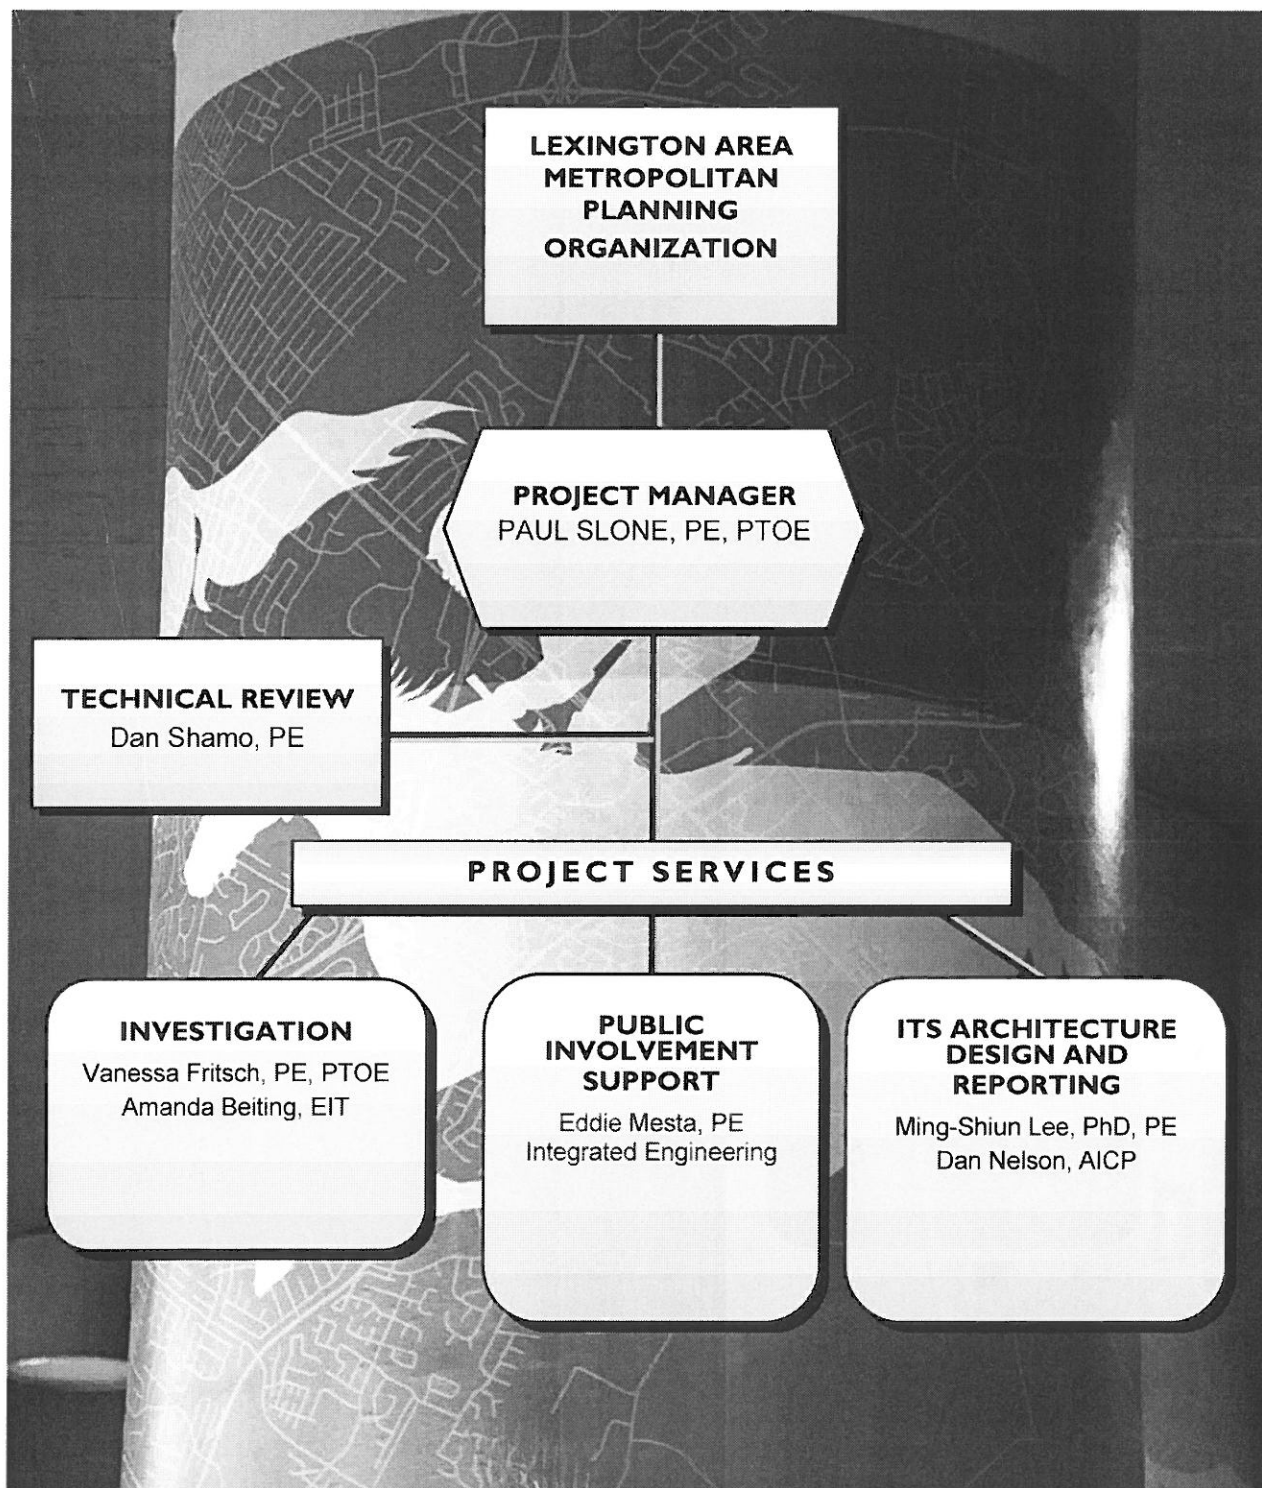 LEXINGTON AREA
METROPOLITAN
PLANNING
ORGANIZATION
PROJECT MANAGER
PAUL SLONE, PE, PTOE
TECHNICAL REVIEW
Dan Shamo, PE
PROJECT SERVICES
INVESTIGATION
Vanessa Fritsch, PE, PTOE
Amanda Beiting, EIT
PUBLIC
INVOLVEMENT
SUPPORT
Eddie Mesta, PE
Integrated Engineering
ITS ARCHITECTURE
DESIGN AND
REPORTING
Ming-Shiun Lee, PhD, PE
Dan Nelson, AICP